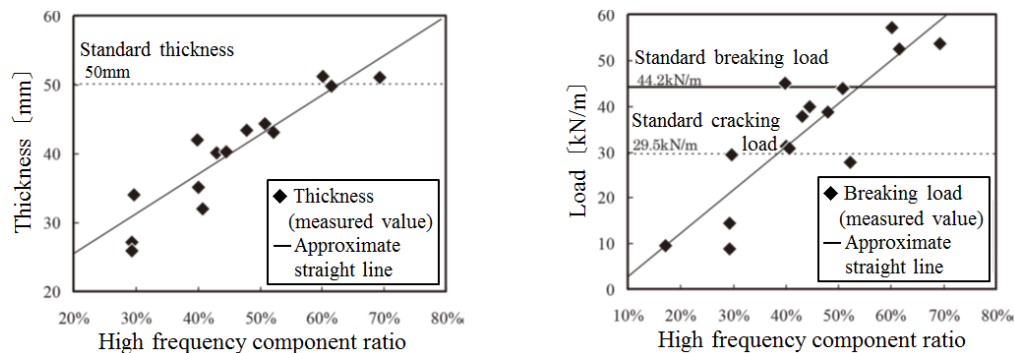 60
50
40
30
20
Thickness [mm]
Standard thickness
50mm
Thickness
(measured value)
Approximate
straight line
20% 30% 40% 50% 60% 70% 80%
High frequency component ratio
60
50
40
30
20
10
0
Load [kN/m]
Standard breaking load
44.2kN/m
Standard cracking
load
29.5kN/m
Breaking load
(measured value)
Approximate
straight line
10% 20% 30% 40% 50% 60% 70% 80%
High frequency component ratio